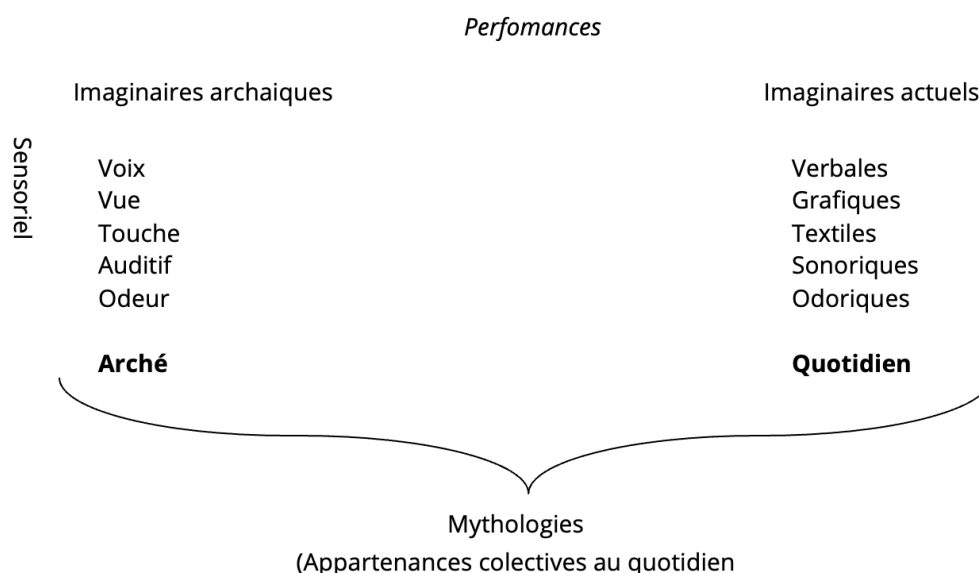 Perfomances
Imaginaires archaiques
Imaginaires actuels
Sensoriel
Voix
Verbales
Vue
Grafiques
Touche
Textiles
Auditif
Sonoriques
Odeur
Odoriques
Arché
Quotidien
Mythologies
(Appartenances colectives au quotidien